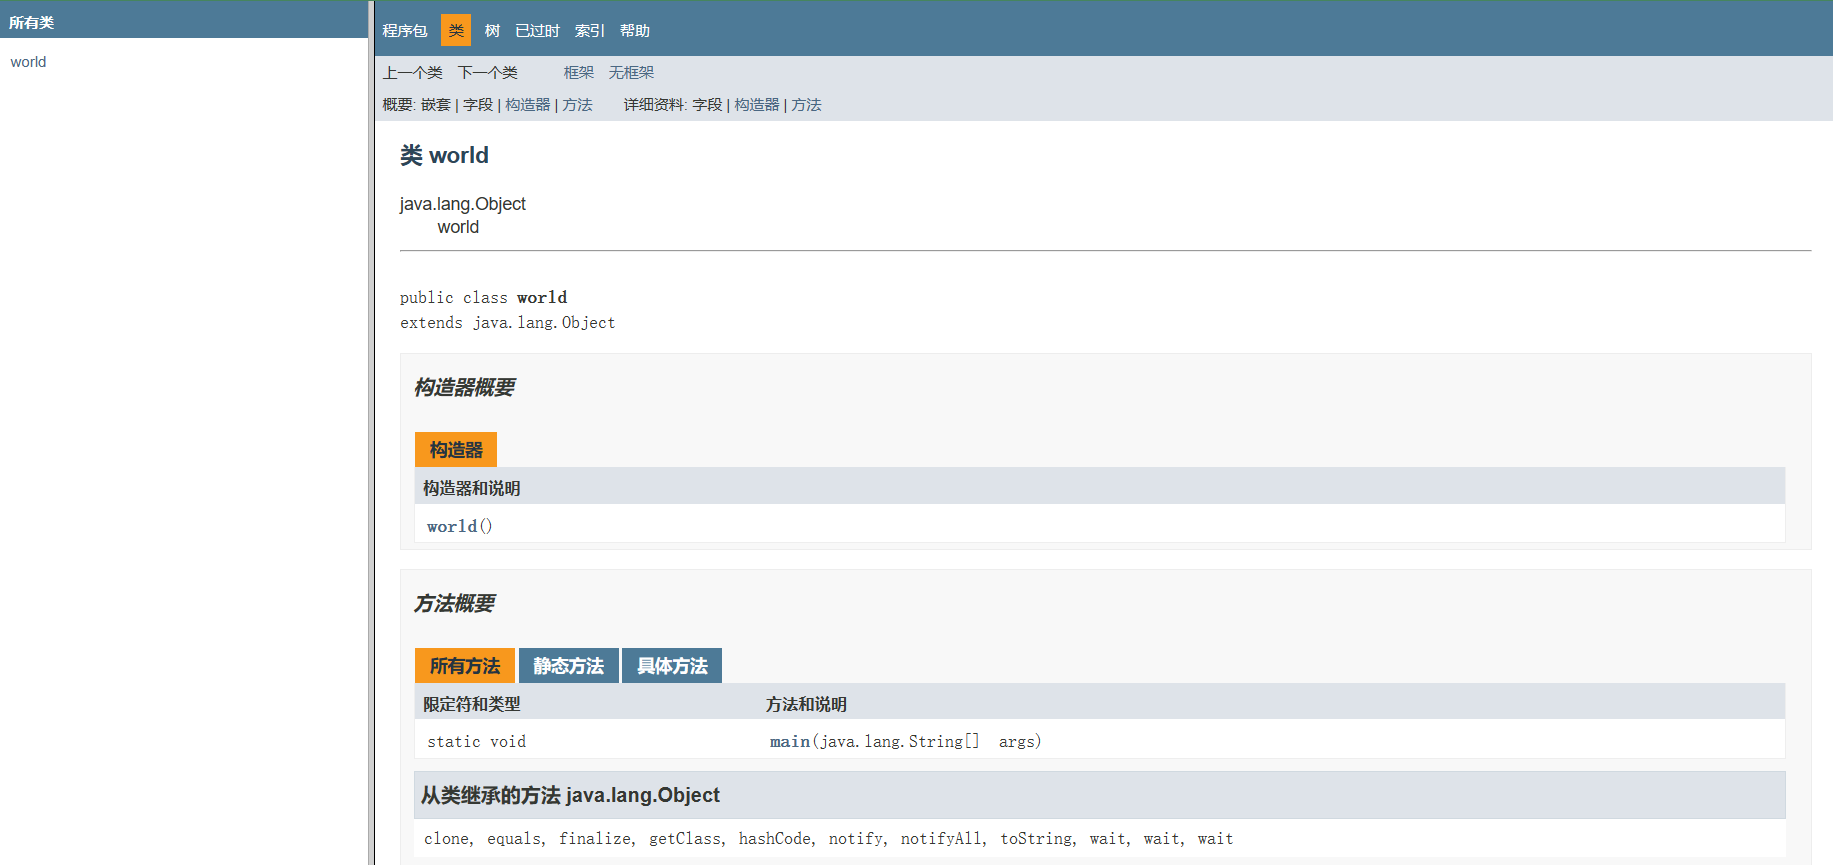 所有类
world
程序包 类 树 已过时 索引 帮助
上一个类 下一个类 框架 无框架
概要: 嵌套 | 字段 | 构造器 | 方法 详细资料: 字段 | 构造器 | 方法
类 world
java.lang.Object
world
public class world
extends java.lang.Object
构造器概要
构造器
构造器和说明
world()
方法概要
所有方法 静态方法 具体方法
限定符和类型 方法和说明
static void main(java.lang.String[] args)
从类继承的方法 java.lang.Object
clone, equals, finalize, getClass, hashCode, notify, notifyAll, toString, wait, wait, wait